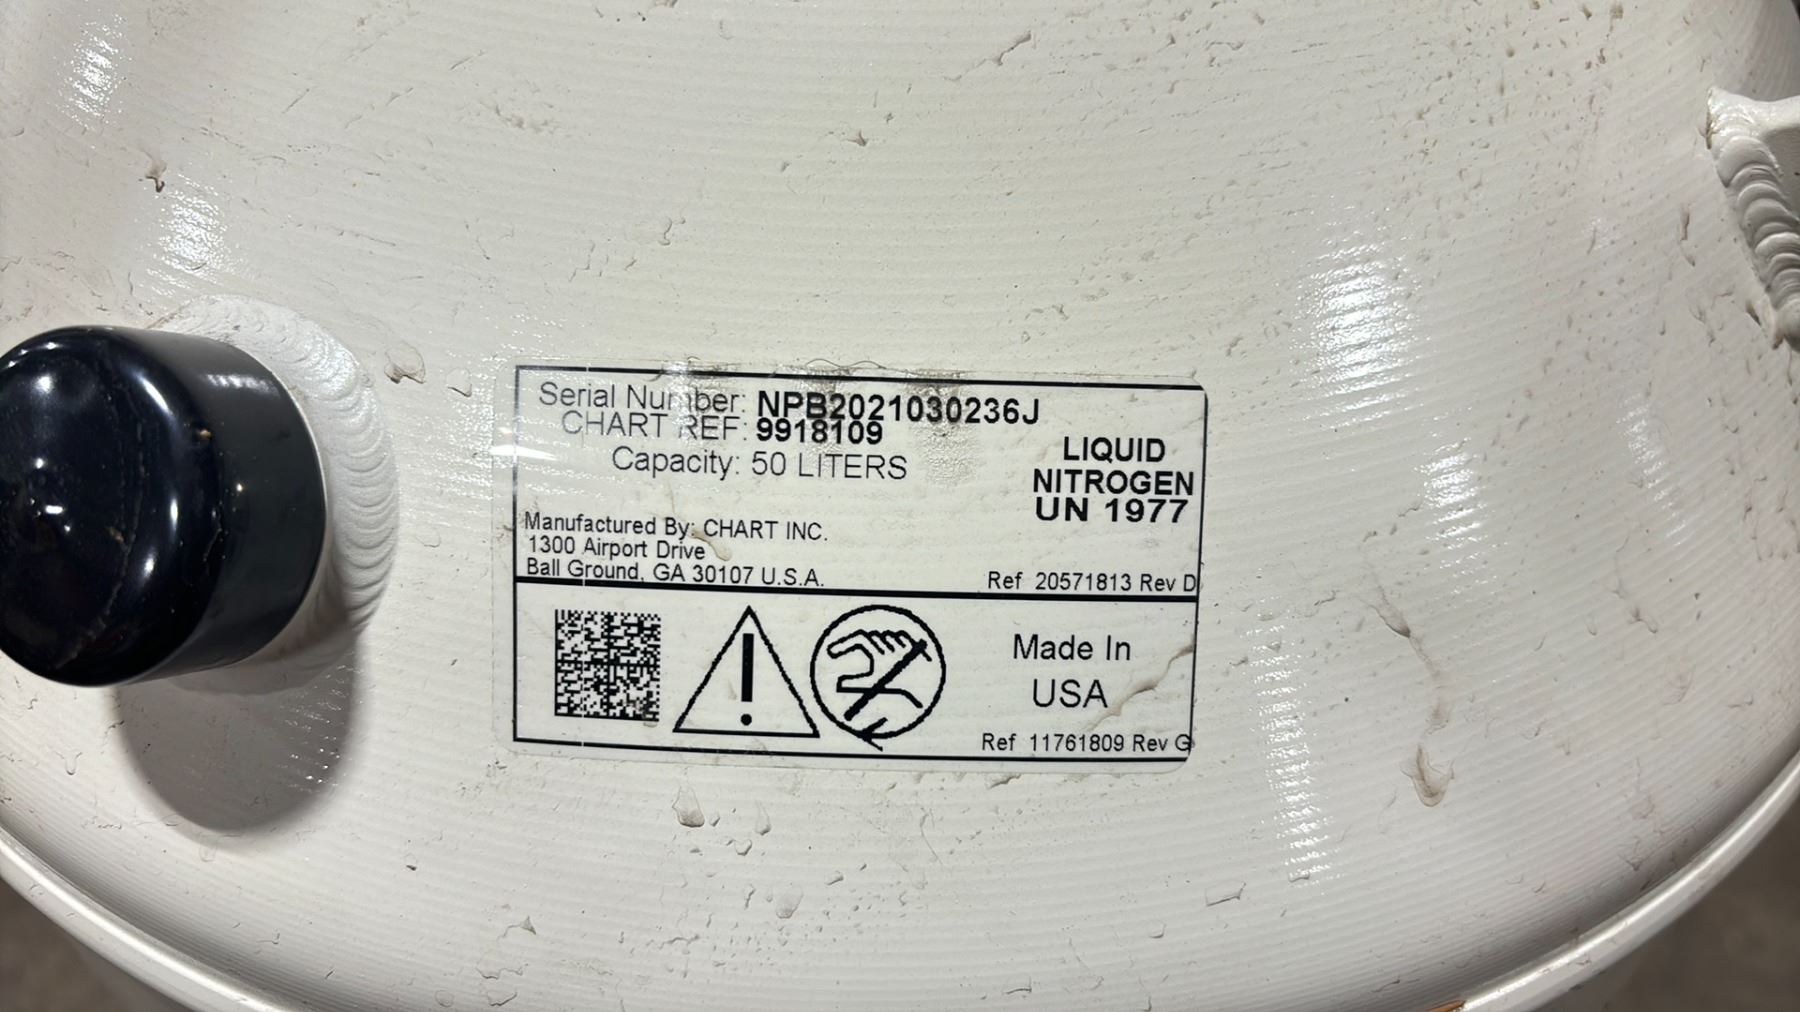 Serial Number: NPB2021030236J
CHART REF: 9918109
Capacity: 50 LITERS
LIQUID
NITROGEN
UN 1977
Manufactured By: CHART INC.
1300 Airport Drive
Ball Ground, GA 30107 U.S.A.
Ref 20571813 Rev D
Made In
USA
Ref 11761809 Rev G